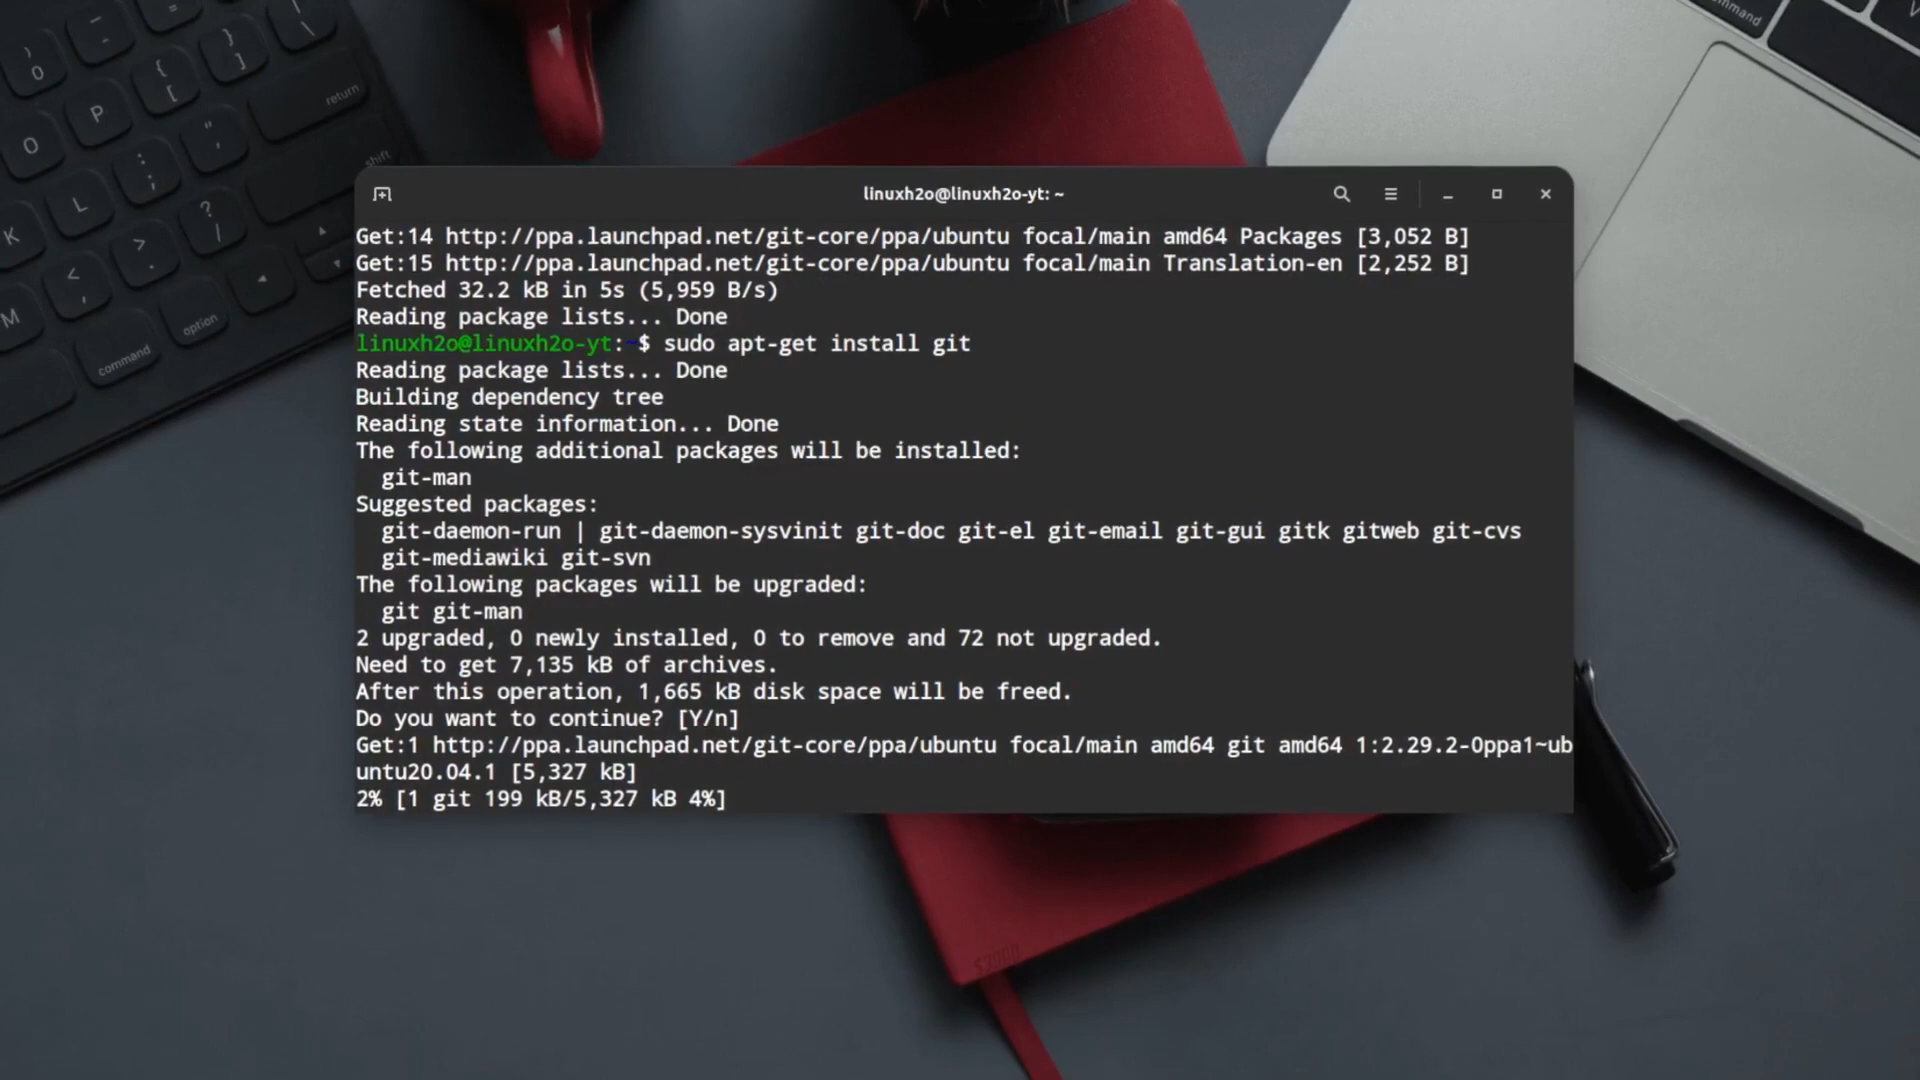 linuxh2o@linuxh2o-yt: ~
Get:14 http://ppa.launchpad.net/git-core/ppa/ubuntu focal/main amd64 Packages [3,052 B]
Get:15 http://ppa.launchpad.net/git-core/ppa/ubuntu focal/main Translation-en [2,252 B]
Fetched 32.2 kB in 5s (5,959 B/s)
Reading package lists... Done
linuxh2o@linuxh2o-yt:~$ sudo apt-get install git
Reading package lists... Done
Building dependency tree
Reading state information... Done
The following additional packages will be installed:
  git-man
Suggested packages:
  git-daemon-run | git-daemon-sysvinit git-doc git-el git-email git-gui gitk gitweb git-cvs
  git-mediawiki git-svn
The following packages will be upgraded:
  git git-man
2 upgraded, 0 newly installed, 0 to remove and 72 not upgraded.
Need to get 7,135 kB of archives.
After this operation, 1,665 kB disk space will be freed.
Do you want to continue? [Y/n]
Get:1 http://ppa.launchpad.net/git-core/ppa/ubuntu focal/main amd64 git amd64 1:2.29.2-0ppa1~ub
untu20.04.1 [5,327 kB]
2% [1 git 199 kB/5,327 kB 4%]
) 0 _ - = { [ } ] | \
O P return
K L : ; " ' shift
M < , > . ? /
command option
command